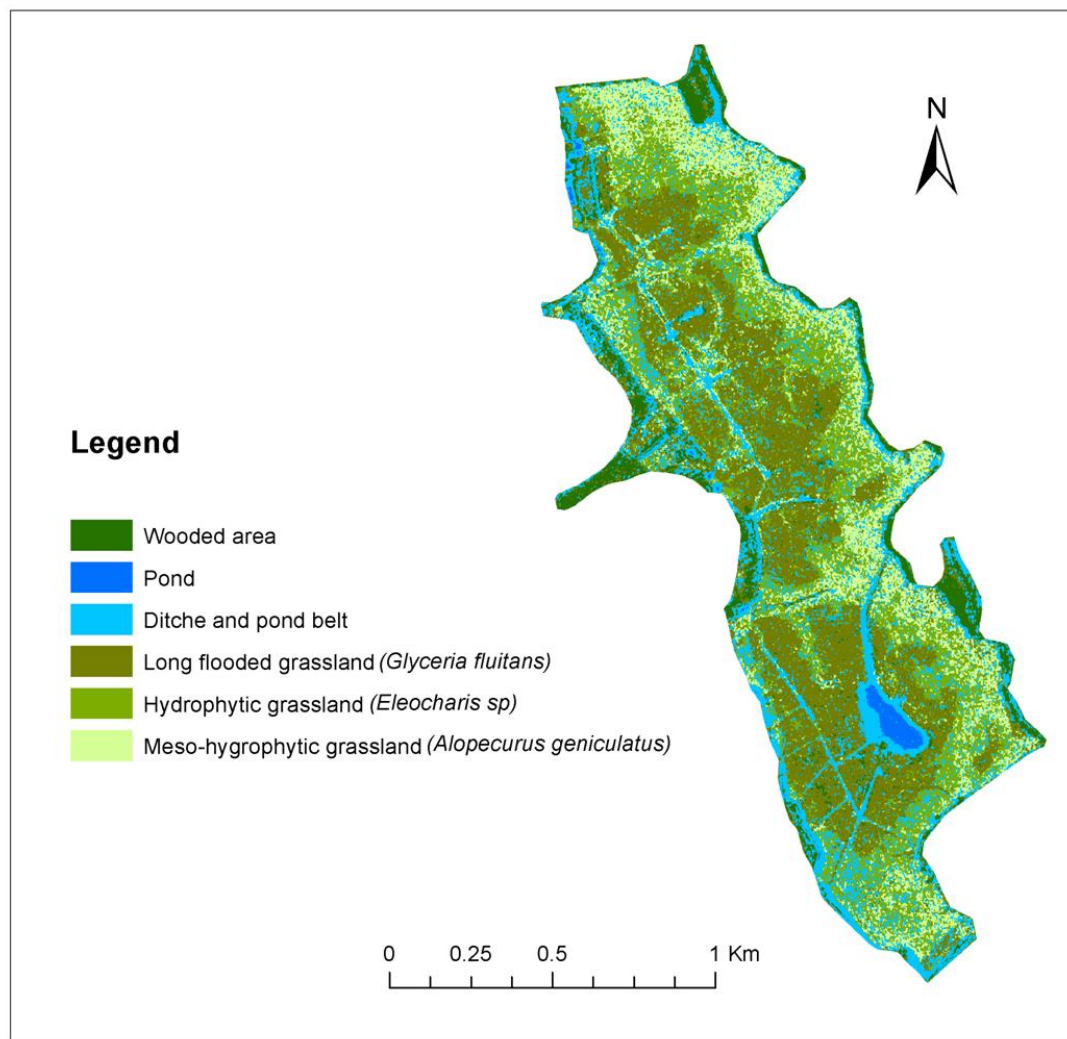 N
Legend
Wooded area
Pond
Ditche and pond belt
Long flooded grassland (Glyceria fluitans)
Hydrophytic grassland (Eleocharis sp)
Meso-hygrophytic grassland (Alopecurus geniculatus)
0 0.25 0.5 1 Km